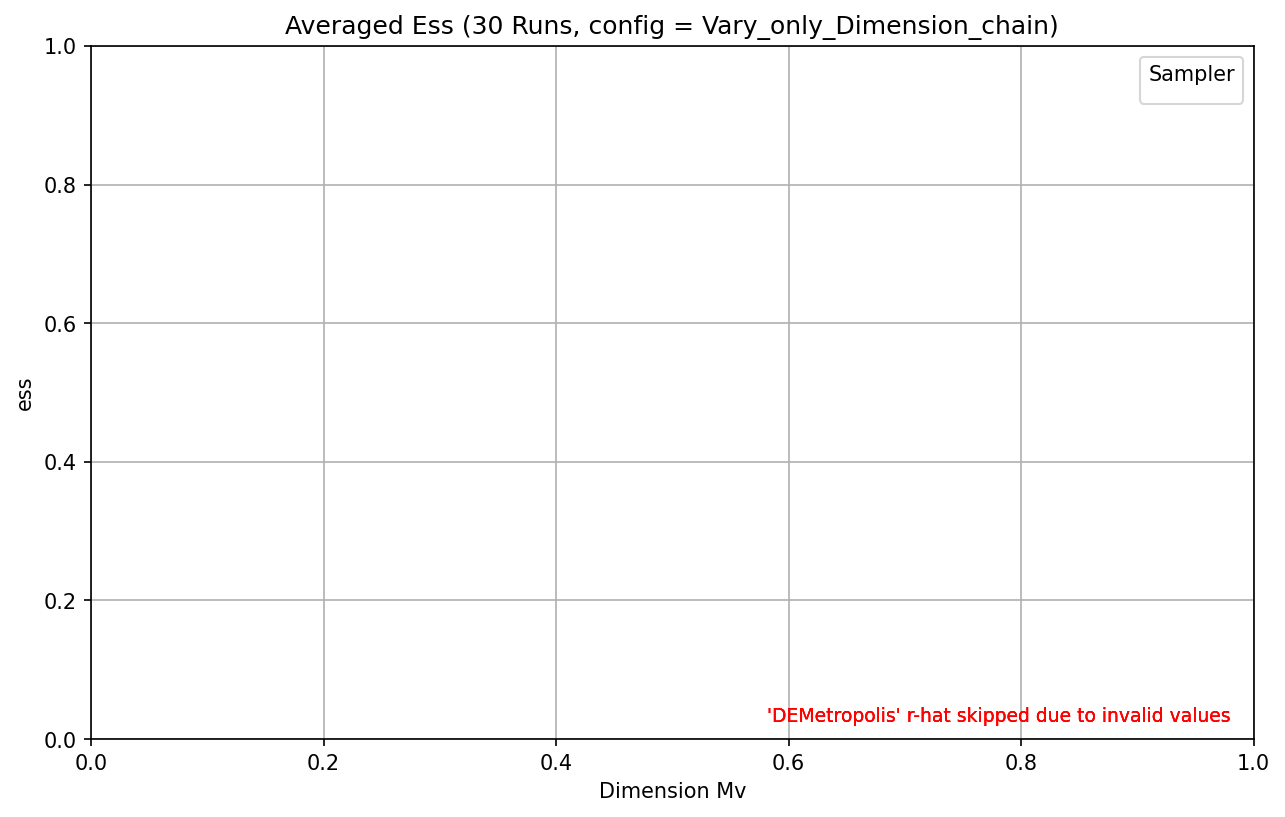 Averaged Ess (30 Runs, config = Vary_only_Dimension_chain)
Sampler
1.0
0.8
0.6
0.4
0.2
0.0
ess
'DEMetropolis' r-hat skipped due to invalid values
0.0 0.2 0.4 0.6 0.8 1.0
Dimension Mv